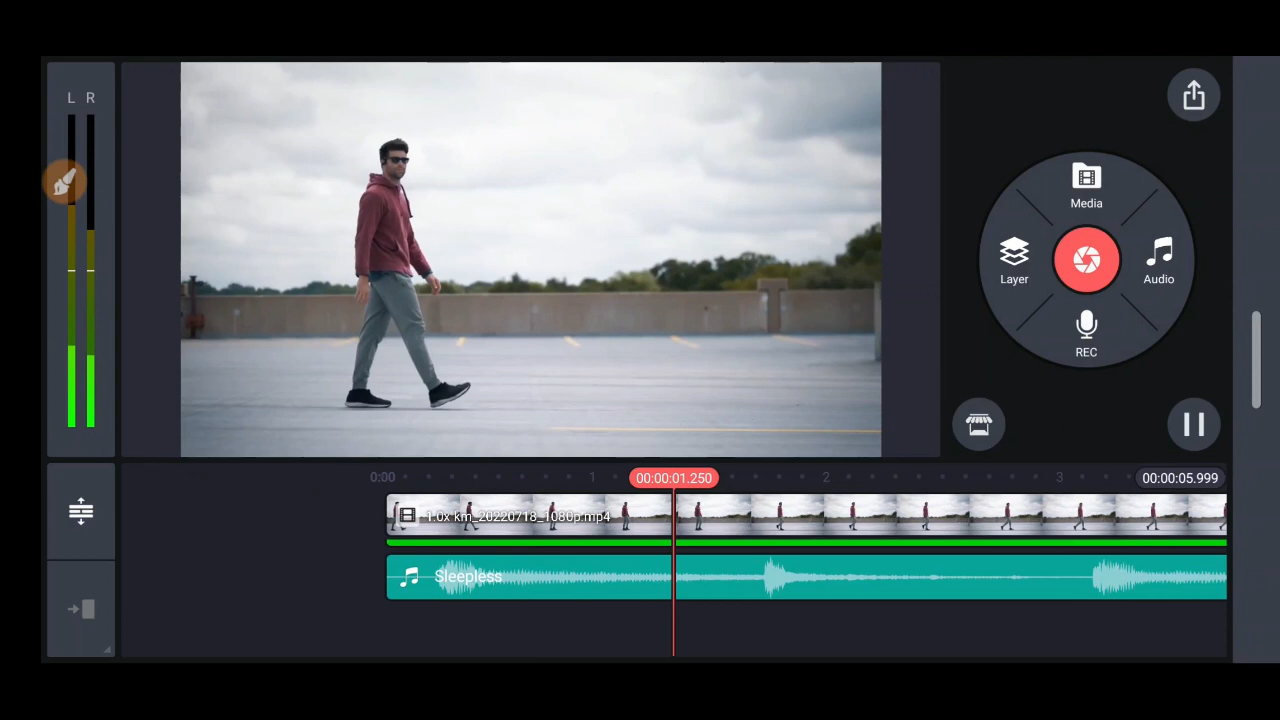 L R
Media
Layer
Audio
REC
0:00
1
00:00:01.250
2
3
00:00:05.999
1.0x km_20220718_1080p.mp4
Sleepless